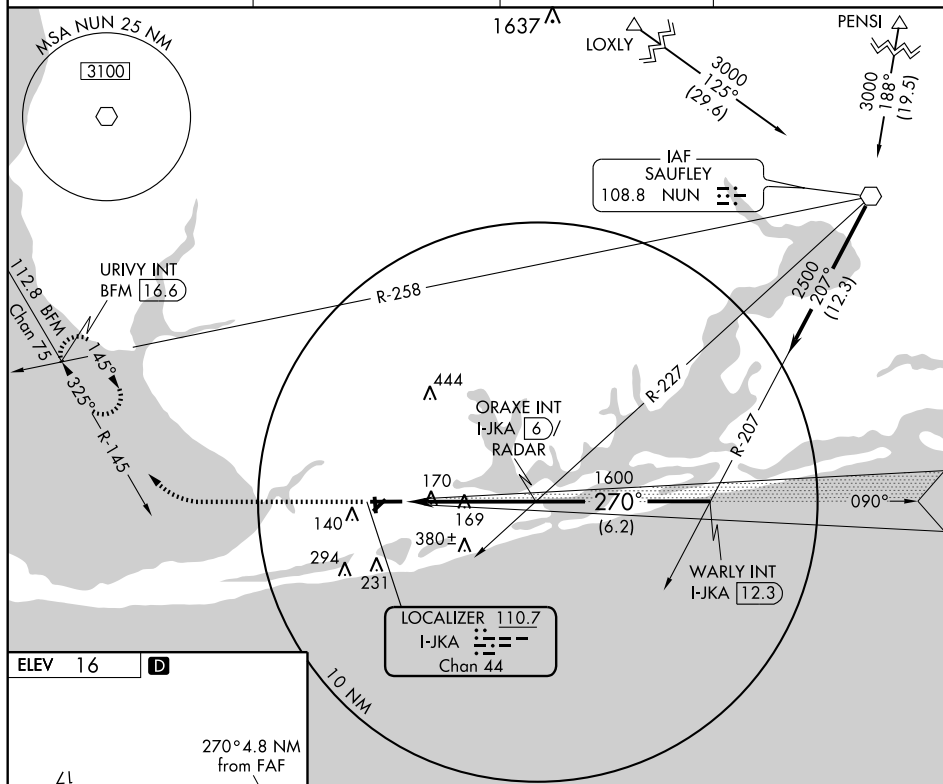 MSA NUN 25 NM
3100
1637
LOXLY
3000
125°
(29.6)
PENSI
3000
188°
(19.5)
IAF
SAUFLEY
108.8 NUN
2500
207°
(12.3)
URIVY INT
BFM 16.6
112.8 BFM
Chan 75
145°
325°
R-145
R-258
R-227
R-207
444
ORAXE INT
I-JKA 6/
RADAR
1600
270°
(6.2)
090°
170
169
140
380±
294
231
WARLY INT
I-JKA 12.3
LOCALIZER 110.7
I-JKA
Chan 44
10 NM
ELEV 16 D
270° 4.8 NM
from FAF